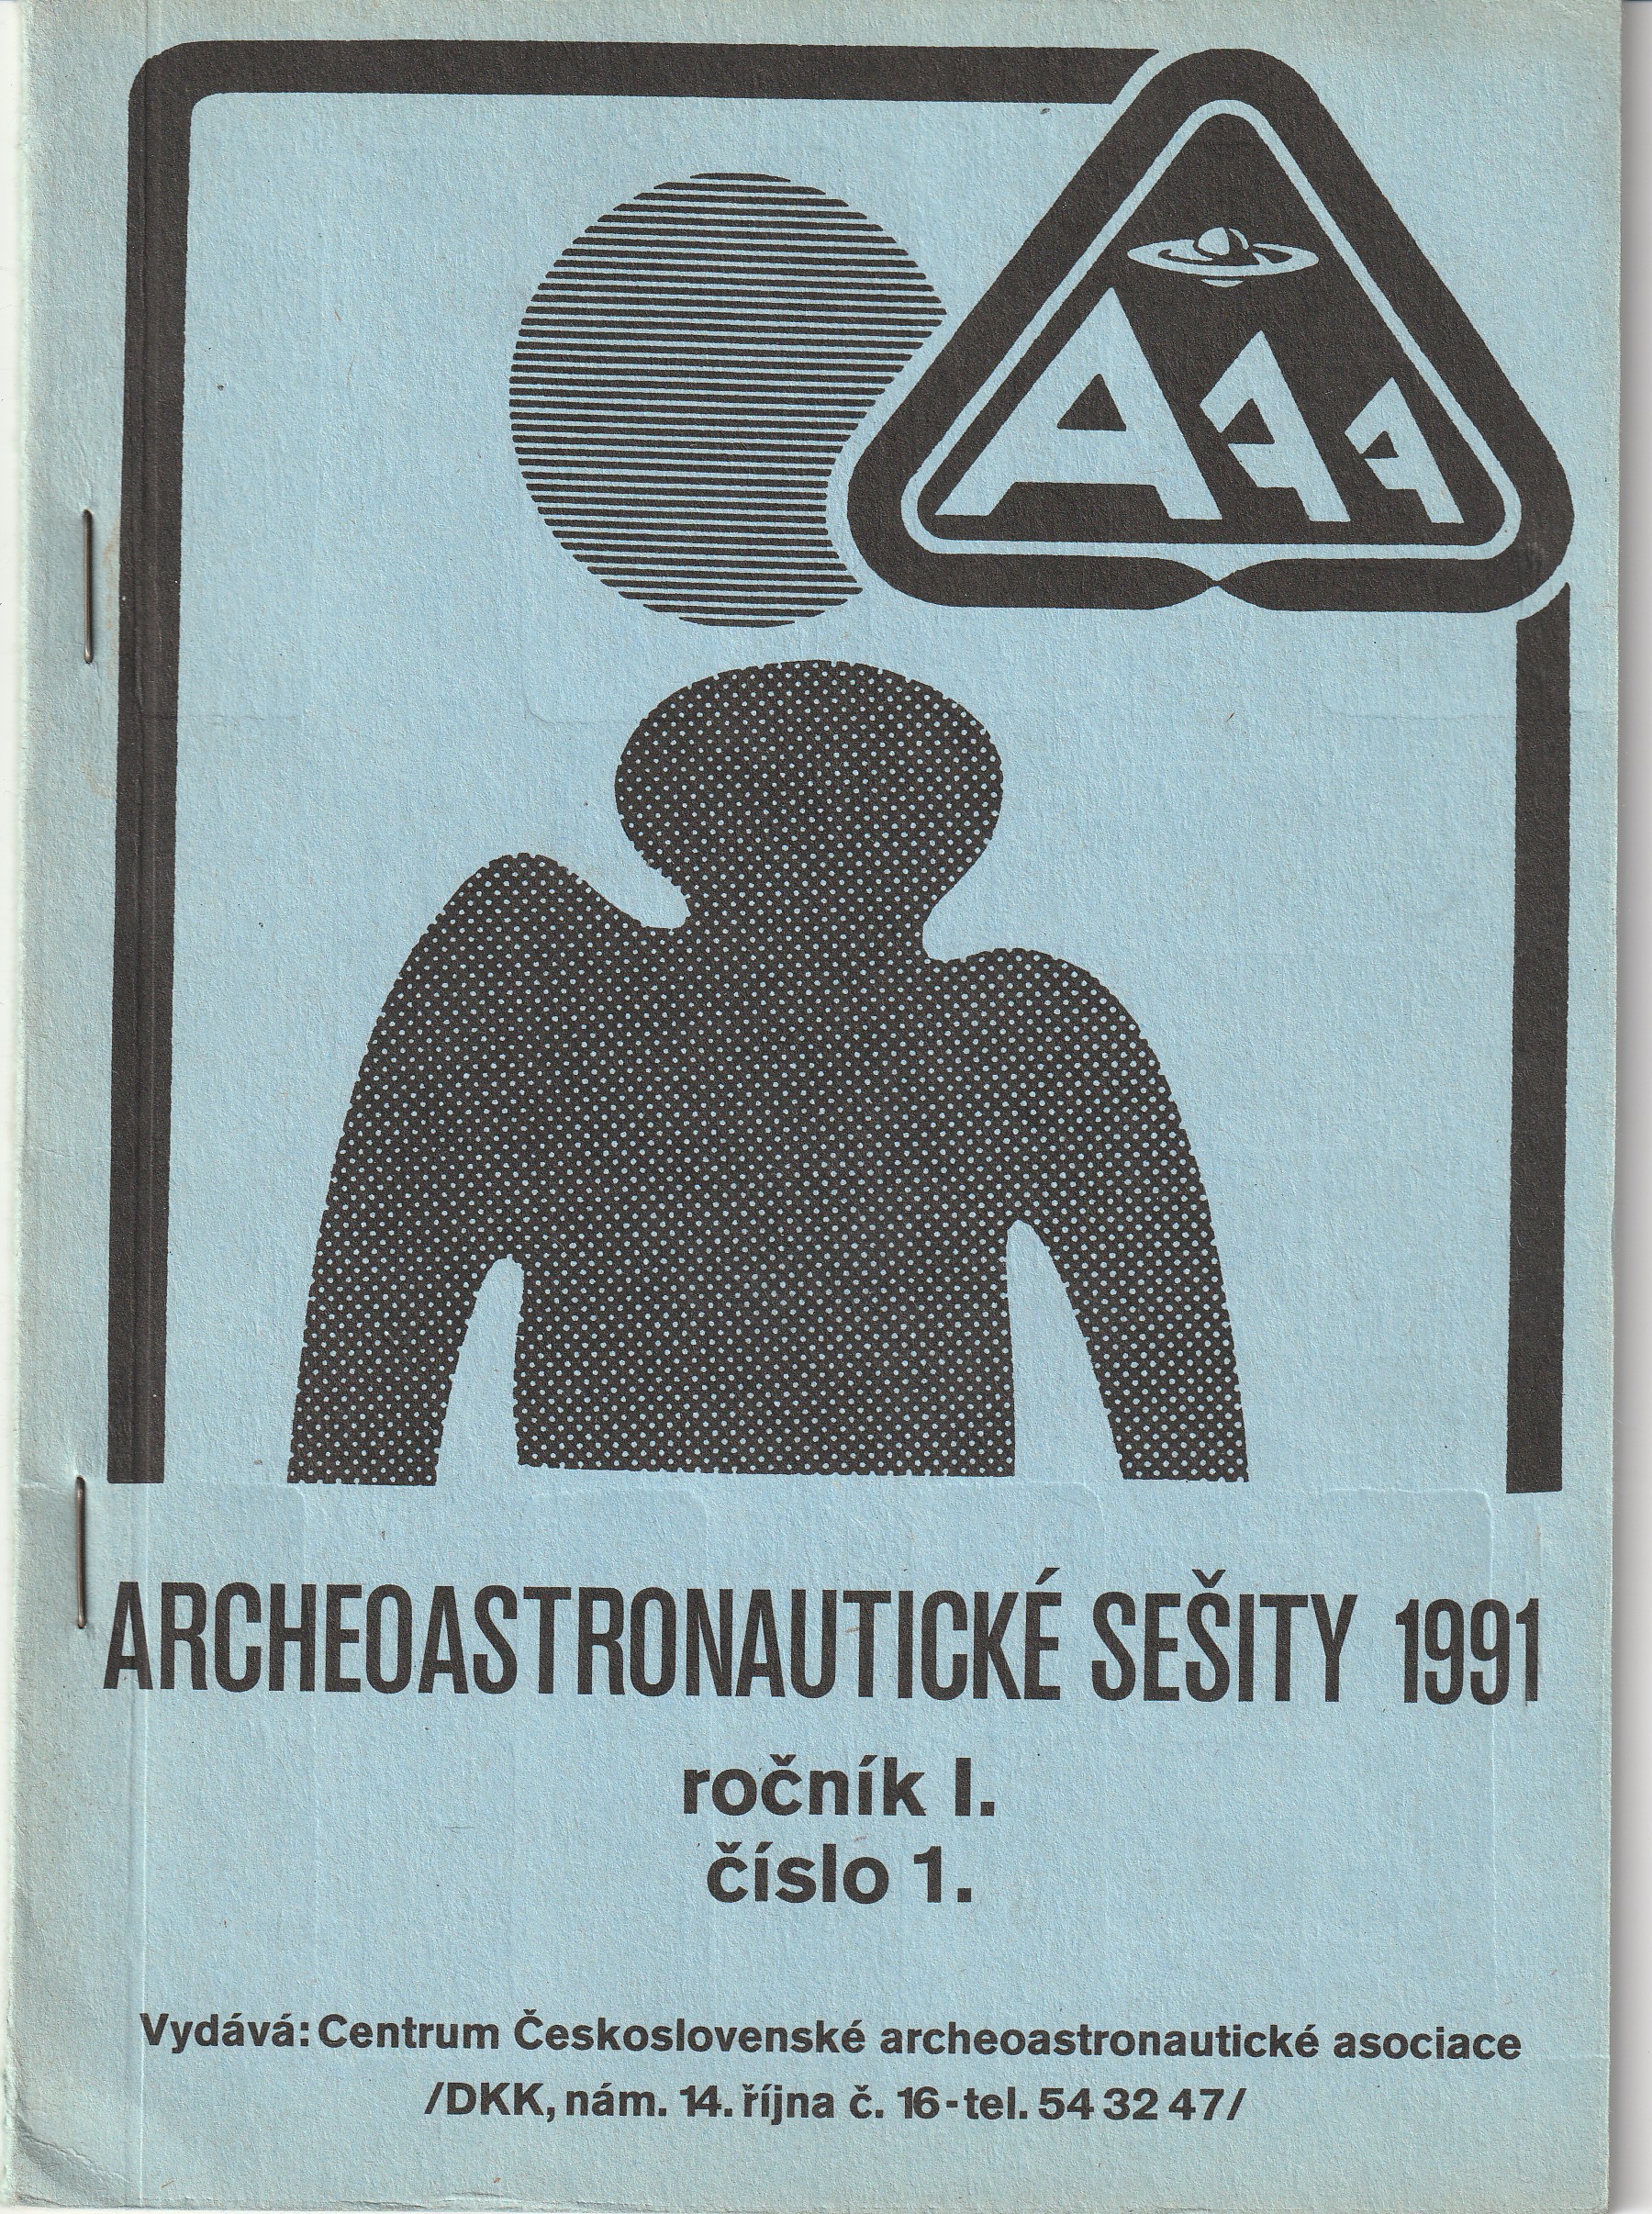 AAA
ARCHEOASTRONAUTICKÉ SEŠITY 1991
ročník I.
číslo 1.
Vydává: Centrum Československé archeoastronautické asociace
/DKK, nám. 14. října č. 16 - tel. 54 32 47/